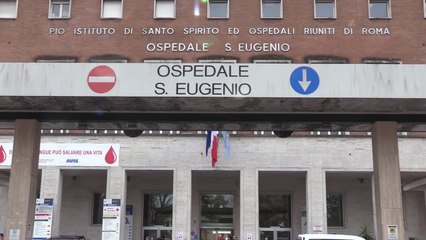 PIO ISTITUTO DI SANTO SPIRITO ED OSPEDALI RIUNITI DI ROMA
OSPEDALE S. EUGENIO
OSPEDALE
S. EUGENIO
SANGUE PUÒ SALVARE UNA VITA
AVIS